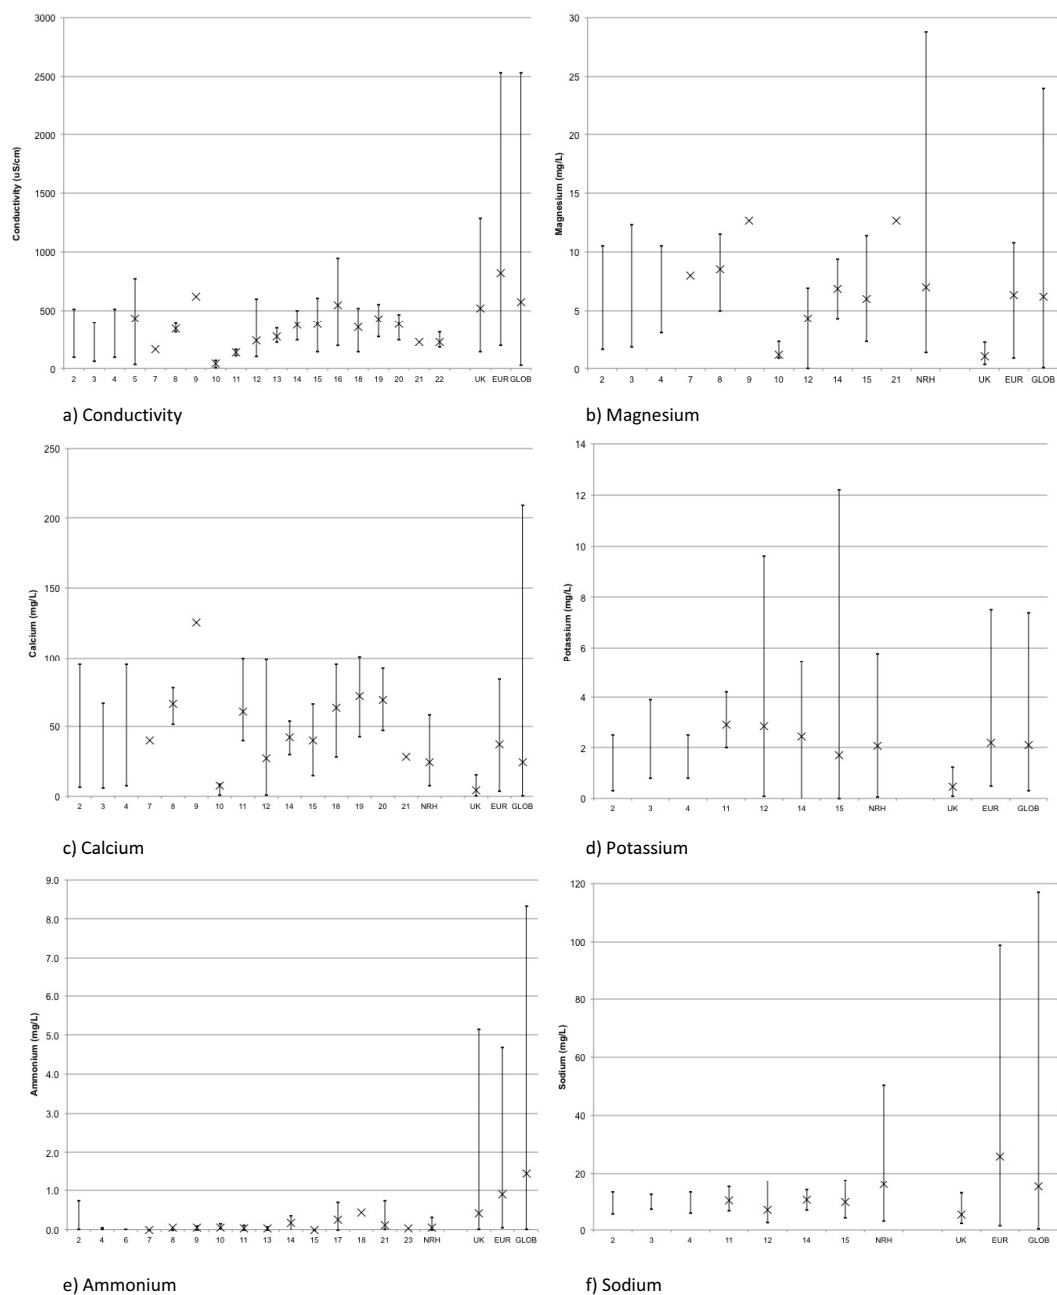 3000
2500
2000
1500
1000
500
0
Conductivity (uS/cm)
2 3 4 5 7 8 9 10 11 12 13 14 15 16 18 19 20 21 22 UK EUR GLOB
a) Conductivity
30
25
20
15
10
5
0
Magnesium (mg/L)
2 3 4 7 8 9 10 12 14 15 21 NRH UK EUR GLOB
b) Magnesium
250
200
150
100
50
0
Calcium (mg/L)
2 3 4 7 8 9 10 11 12 14 15 18 19 20 21 NRH UK EUR GLOB
c) Calcium
14
12
10
8
6
4
2
0
Potassium (mg/L)
2 3 4 11 12 14 15 NRH UK EUR GLOB
d) Potassium
9.0
8.0
7.0
6.0
5.0
4.0
3.0
2.0
1.0
0.0
Ammonium (mg/L)
2 4 6 7 8 9 10 11 13 14 15 17 18 21 23 NRH UK EUR GLOB
e) Ammonium
120
100
80
60
40
20
0
Sodium (mg/L)
2 3 4 11 12 14 15 NRH UK EUR GLOB
f) Sodium